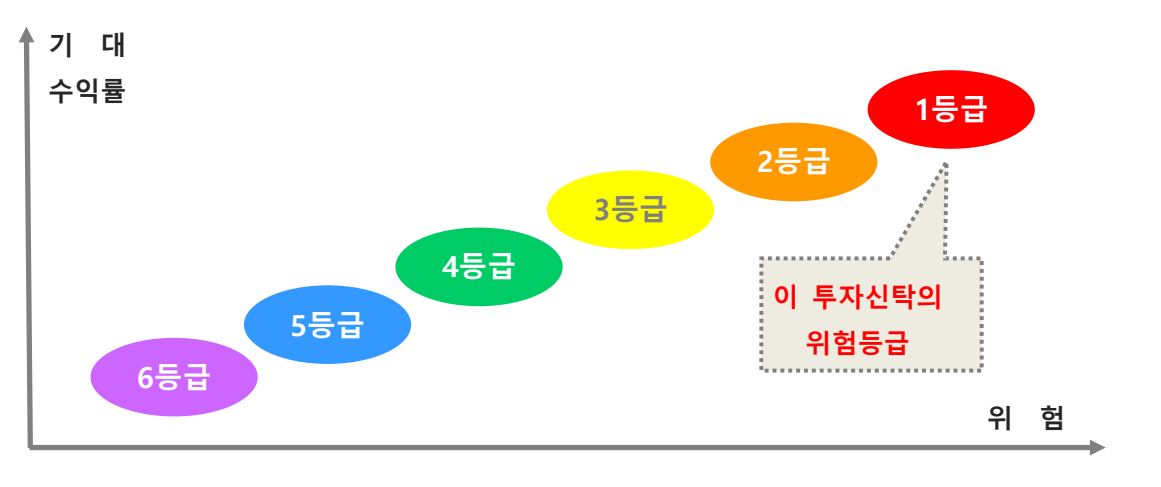 기 대
수익률
1등급
2등급
3등급
4등급
5등급
6등급
이 투자신탁의
위험등급
위 험